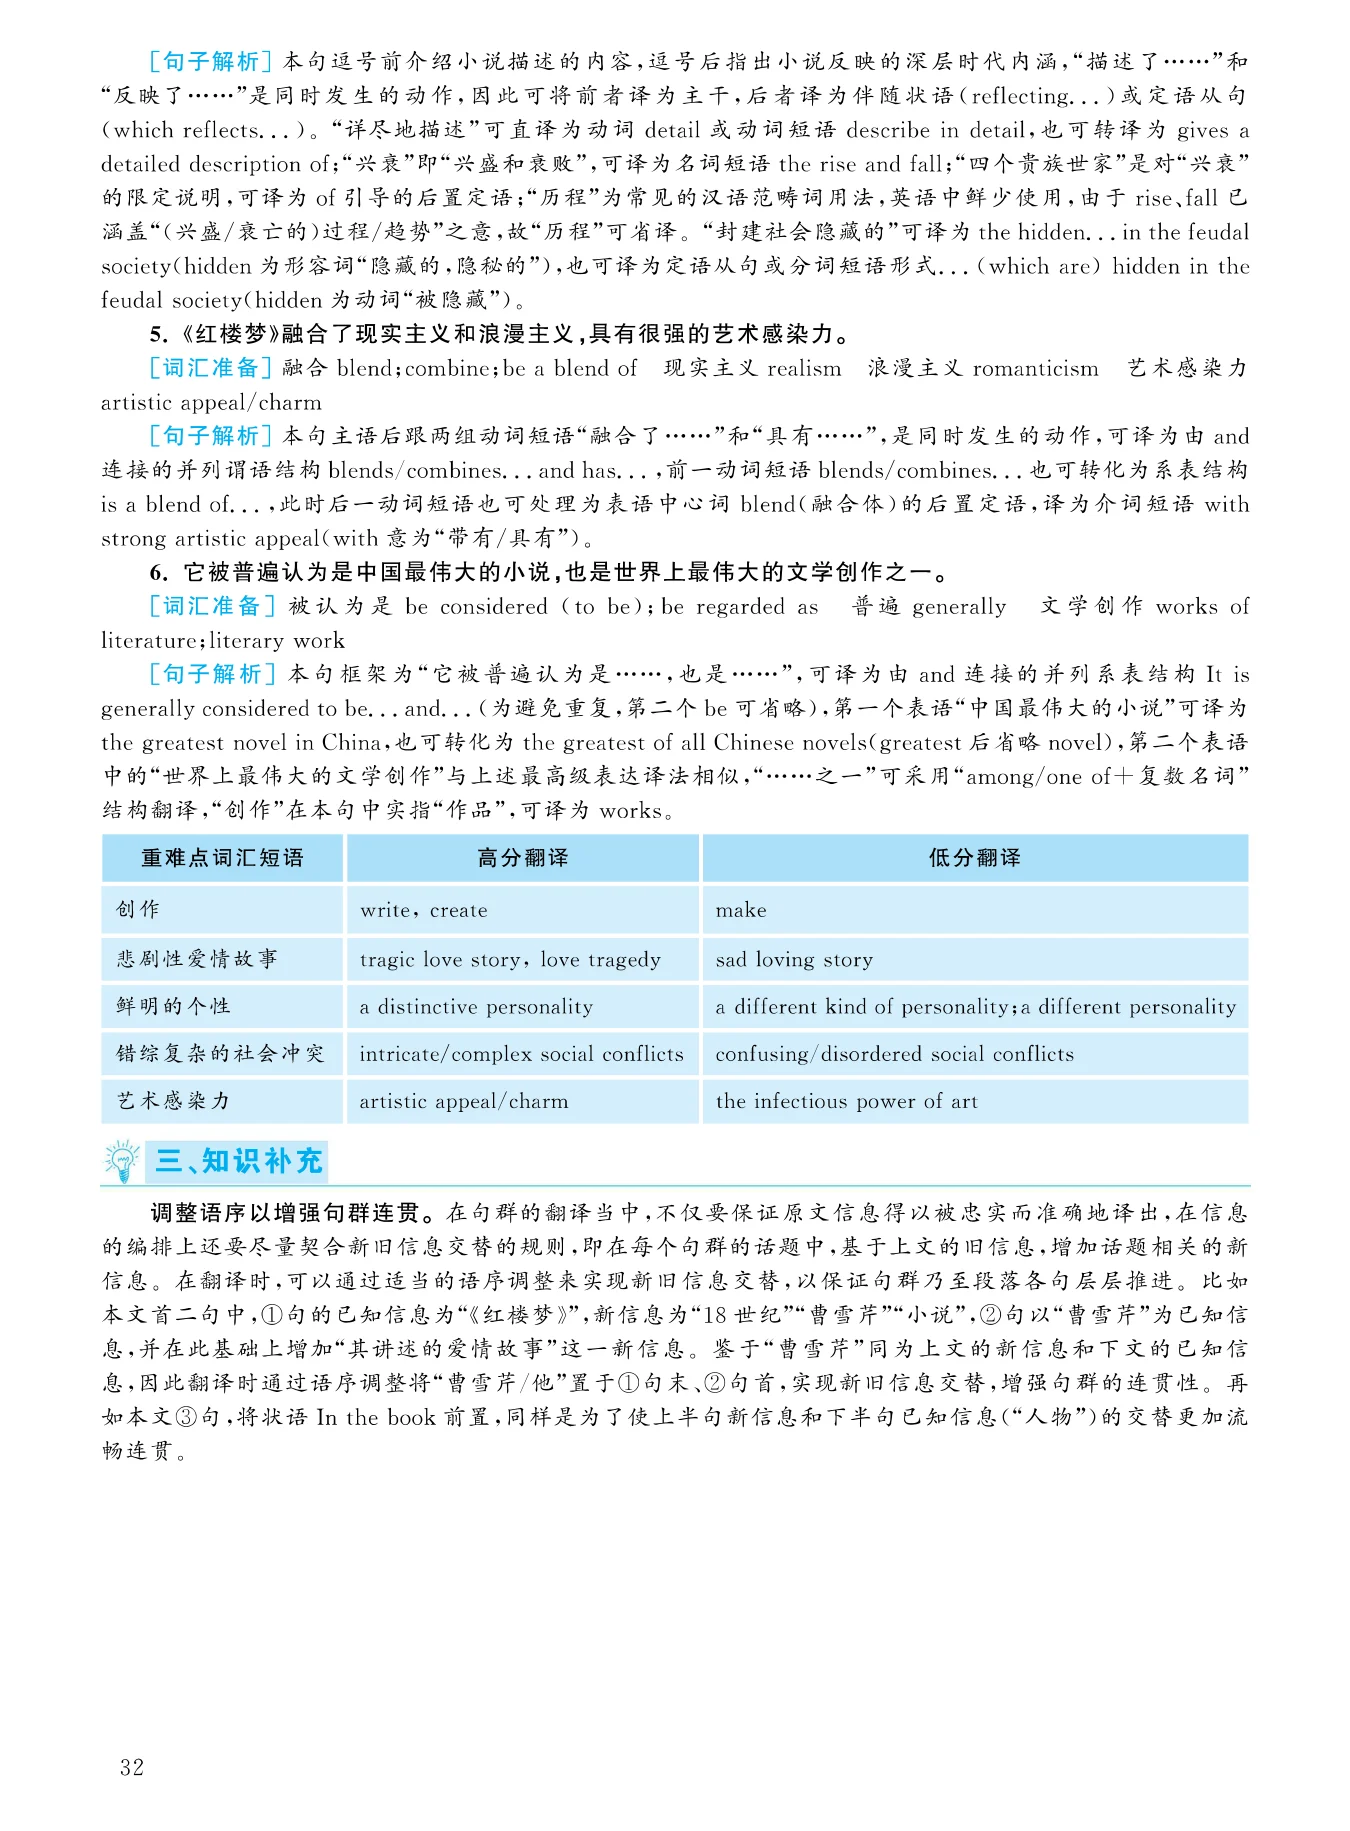 [句子解析] 本句逗号前介绍小说描述的内容,逗号后指出小说反映的深层时代内涵,“描述了……”和
“反映了……”是同时发生的动作,因此可将前者译为主干,后者译为伴随状语(reflecting...)或定语从句
(which reflects...)。“详尽地描述”可直译为动词 detail 或动词短语 describe in detail,也可转译为 gives a
detailed description of;“兴衰”即“兴盛和衰败”,可译为名词短语 the rise and fall;“四个贵族世家”是对“兴衰”
的限定说明,可译为 of 引导的后置定语;“历程”为常见的汉语范畴词用法,英语中鲜少使用,由于 rise、fall 已
涵盖“(兴盛/衰亡的)过程/趋势”之意,故“历程”可省译。“封建社会隐藏的”可译为 the hidden... in the feudal
society(hidden 为形容词“隐藏的,隐秘的”),也可译为定语从句或分词短语形式... (which are) hidden in the
feudal society(hidden 为动词“被隐藏”)。
5. 《红楼梦》融合了现实主义和浪漫主义,具有很强的艺术感染力。
[词汇准备] 融合 blend;combine;be a blend of 现实主义 realism 浪漫主义 romanticism 艺术感染力
artistic appeal/charm
[句子解析] 本句主语后跟两组动词短语“融合了……”和“具有……”,是同时发生的动作,可译为由 and
连接的并列谓语结构 blends/combines... and has... ,前一动词短语 blends/combines... 也可转化为系表结构
is a blend of... ,此时后一动词短语也可处理为表语中心词 blend(融合体)的后置定语,译为介词短语 with
strong artistic appeal(with 意为“带有/具有”)。
6. 它被普遍认为是中国最伟大的小说,也是世界上最伟大的文学创作之一。
[词汇准备] 被认为是 be considered (to be); be regarded as 普遍 generally 文学创作 works of
literature;literary work
[句子解析] 本句框架为“它被普遍认为是……,也是……”,可译为由 and 连接的并列系表结构 It is
generally considered to be... and... (为避免重复,第二个 be 可省略),第一个表语“中国最伟大的小说”可译为
the greatest novel in China,也可转化为 the greatest of all Chinese novels(greatest 后省略 novel),第二个表语
中的“世界上最伟大的文学创作”与上述最高级表达译法相似,“……之一”可采用“among/one of+复数名词”
结构翻译,“创作”在本句中实指“作品”,可译为 works。
重难点词汇短语 高分翻译 低分翻译
创作 write, create make
悲剧性爱情故事 tragic love story, love tragedy sad loving story
鲜明的个性 a distinctive personality a different kind of personality;a different personality
错综复杂的社会冲突 intricate/complex social conflicts confusing/disordered social conflicts
艺术感染力 artistic appeal/charm the infectious power of art
三、知识补充
调整语序以增强句群连贯。在句群的翻译当中,不仅要保证原文信息得以被忠实而准确地译出,在信息
的编排上还要尽量契合新旧信息交替的规则,即在每个句群的话题中,基于上文的旧信息,增加话题相关的新
信息。在翻译时,可以通过适当的语序调整来实现新旧信息交替,以保证句群乃至段落各句层层推进。比如
本文首二句中,①句的已知信息为“《红楼梦》”,新信息为“18 世纪”“曹雪芹”“小说”,②句以“曹雪芹”为已知信
息,并在此基础上增加“其讲述的爱情故事”这一新信息。鉴于“曹雪芹”同为上文的新信息和下文的已知信
息,因此翻译时通过语序调整将“曹雪芹/他”置于①句末、②句首,实现新旧信息交替,增强句群的连贯性。再
如本文③句,将状语 In the book 前置,同样是为了使上半句新信息和下半句已知信息(“人物”)的交替更加流
畅连贯。
32